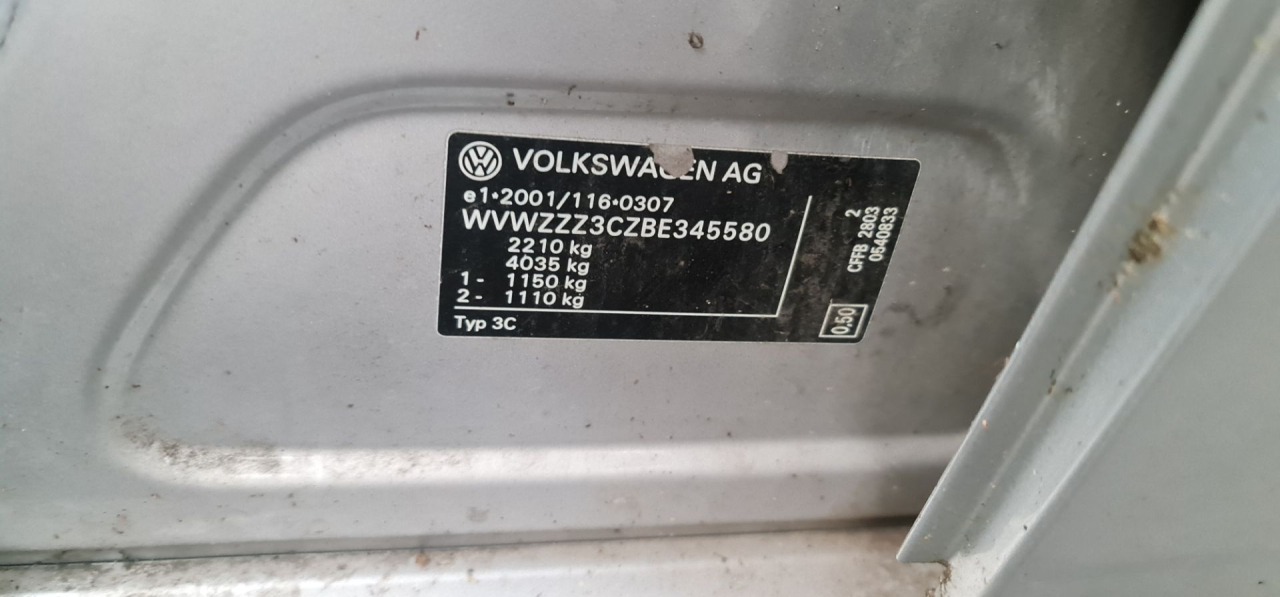 VOLKSWAGEN AG
e1*2001/116*0307
WVWZZZ3CZBE345580
2210 kg
4035 kg
1- 1150 kg
2- 1110 kg
Typ 3C
2
CFFB 2803
0540833
0.50